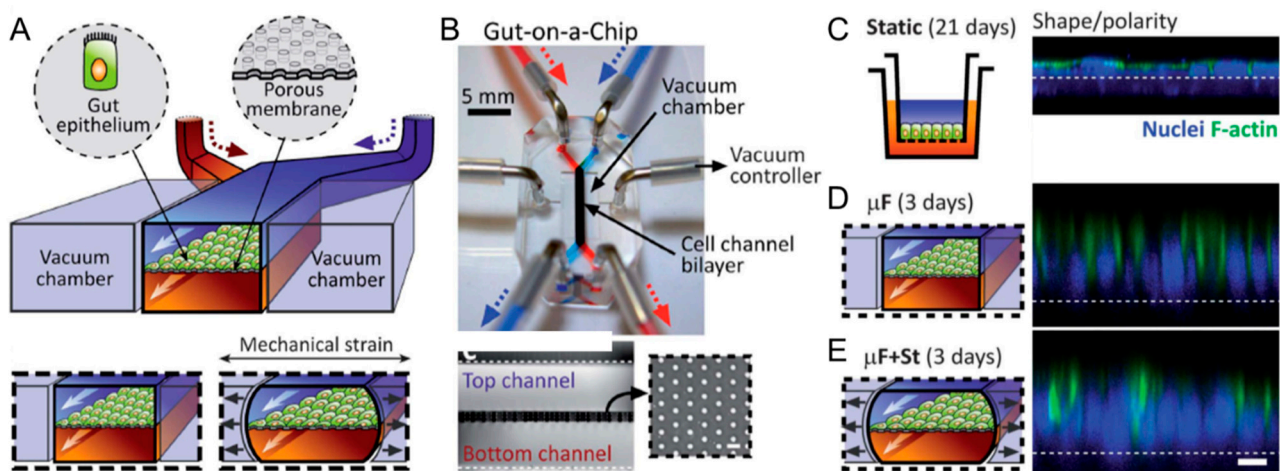 A
Gut
epithelium
Porous
membrane
Vacuum
chamber
Vacuum
chamber
Mechanical strain
B
Gut-on-a-Chip
5 mm
Vacuum
chamber
Vacuum
controller
Cell channel
bilayer
Top channel
Bottom channel
C
Static (21 days)
Shape/polarity
Nuclei F-actin
D
μF (3 days)
E
μF+St (3 days)